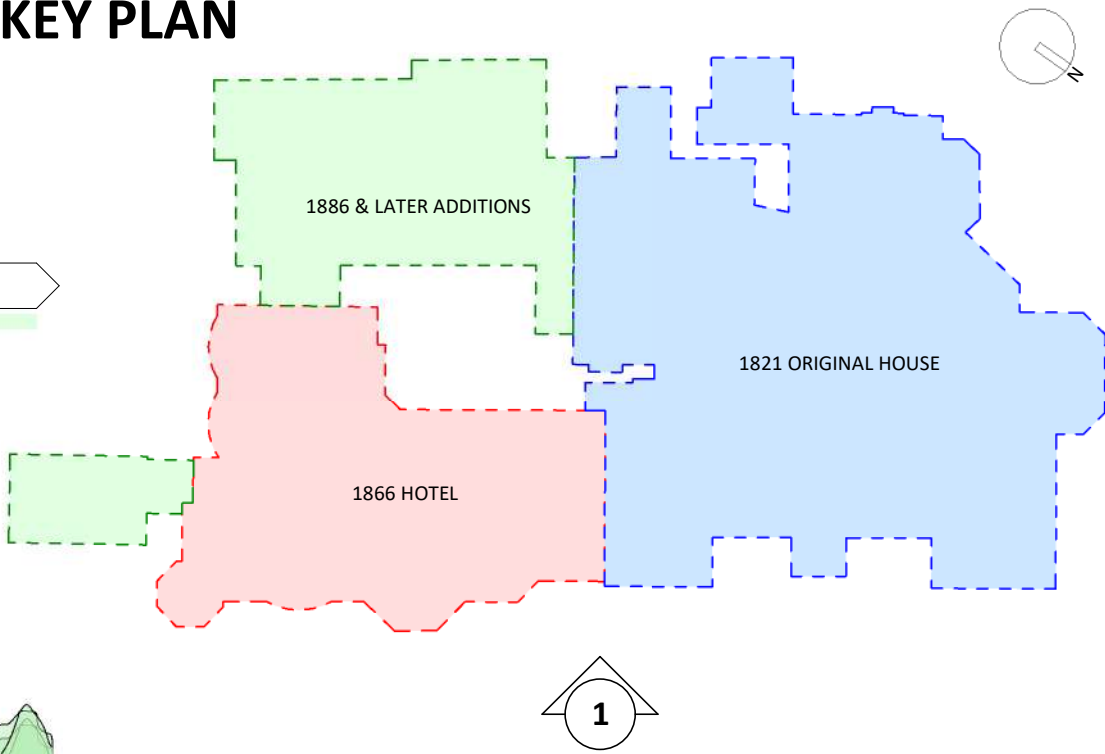 KEY PLAN
N
1886 & LATER ADDITIONS
1821 ORIGINAL HOUSE
1866 HOTEL
1